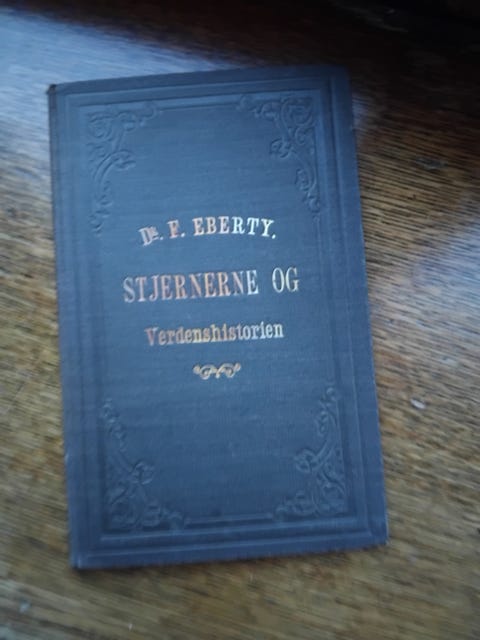 Dr. F. EBERTY.
STJERNERNE OG
Verdenshistorien